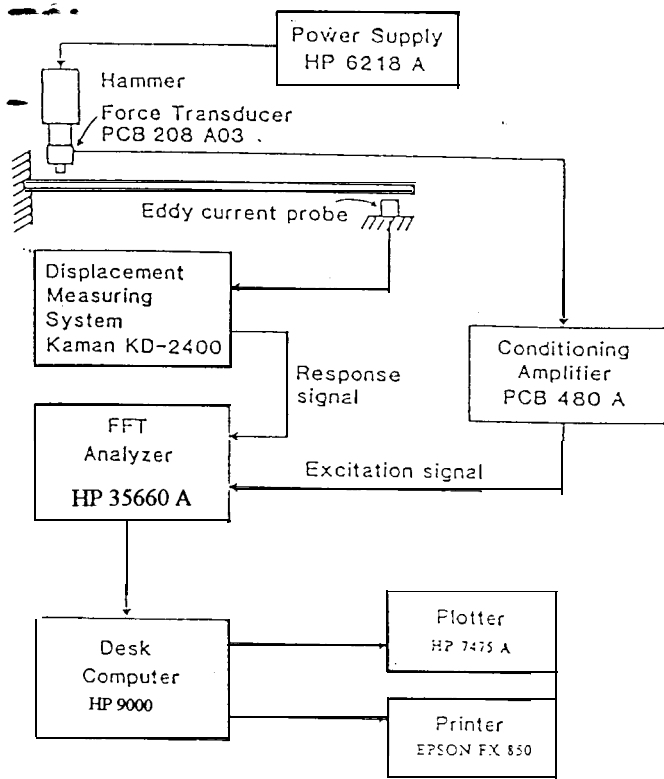 Power Supply
HP 6218 A
Hammer
Force Transducer
PCB 208 A03
Eddy current probe
Displacement
Measuring
System
Kaman KD-2400
Conditioning
Amplifier
PCB 480 A
Response
signal
FFT
Analyzer
HP 35660 A
Excitation signal
Desk
Computer
HP 9000
Plotter
HP 7475 A
Printer
EPSON FX 850